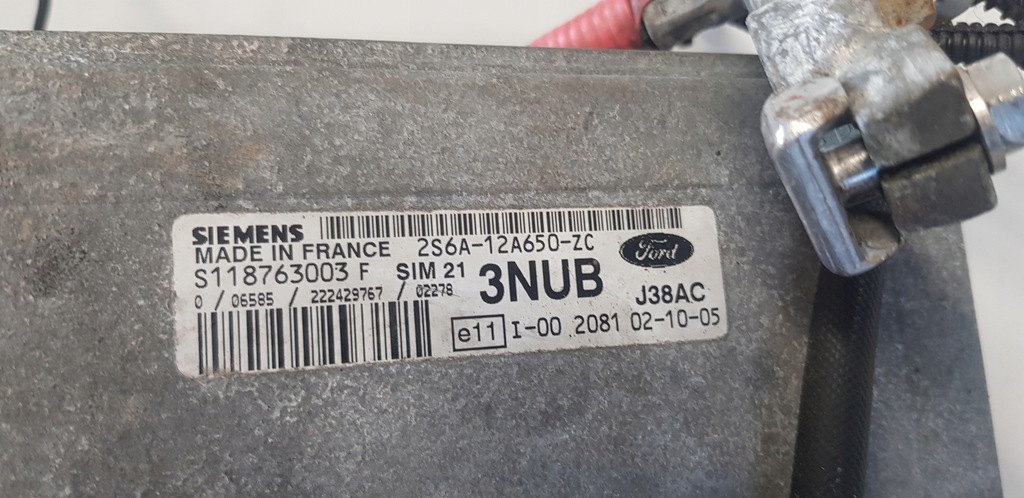 SIEMENS
MADE IN FRANCE 2S6A-12A650-ZC Ford
S118763003 F SIM 21 3NUB J38AC
0 / 06585 / 222429767 / 02278
e11 I-00 2081 02-10-05